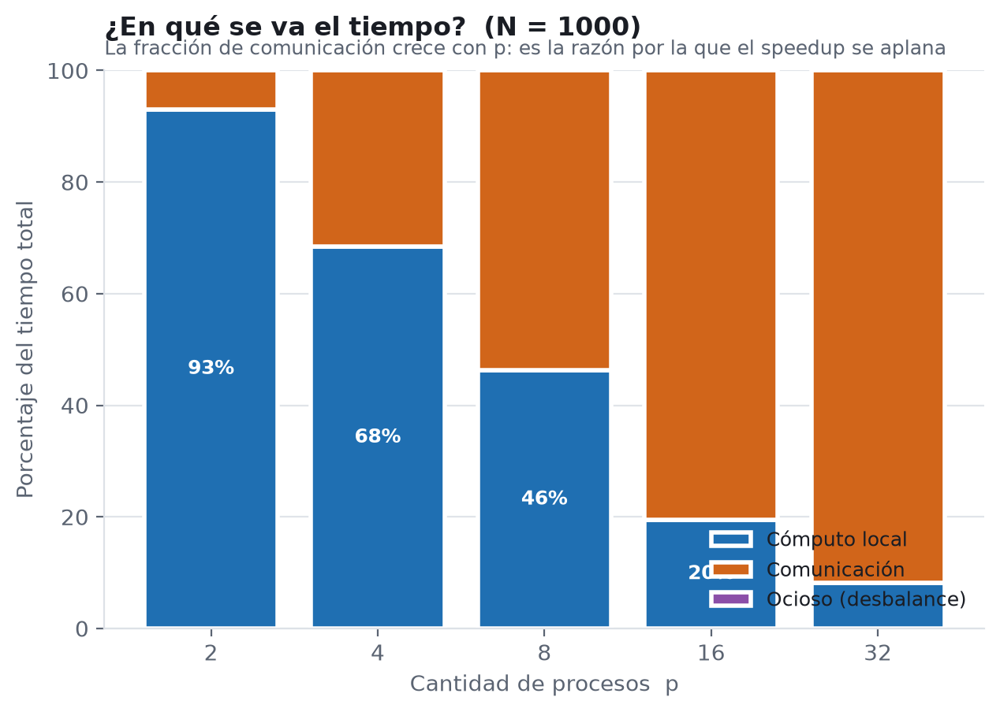 ¿En qué se va el tiempo?  (N = 1000)
La fracción de comunicación crece con p: es la razón por la que el speedup se aplana
Porcentaje del tiempo total
100
80
60
40
20
0
93%
68%
46%
Cómputo local
Comunicación
Ocioso (desbalance)
2
4
8
16
32
Cantidad de procesos  p